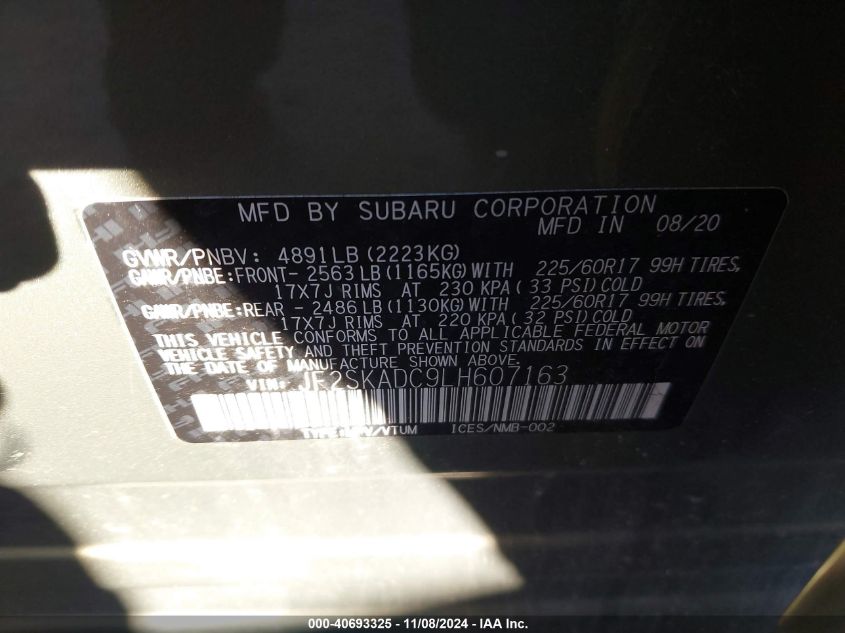 MFD BY SUBARU CORPORATION
MFD IN 08/20
GVWR/PNBV: 4891LB (2223KG)
GAWR/PNBE:FRONT- 2563LB (1165KG) WITH 225/60R17 99H TIRES,
17X7J RIMS AT 230 KPA ( 33 PSI) COLD
GAWR/PNBE:REAR - 2486LB (1130KG) WITH 225/60R17 99H TIRES,
17X7J RIMS AT 220 KPA ( 32 PSI) COLD
THIS VEHICLE CONFORMS TO ALL APPLICABLE FEDERAL MOTOR
VEHICLE SAFETY AND THEFT PREVENTION STANDARDS IN EFFECT ON
THE DATE OF MANUFACTURE SHOWN ABOVE.
VIN: JF2SKADC9LH607163
ICES/NMB-002
000-40693325 - 11/08/2024 - IAA Inc.